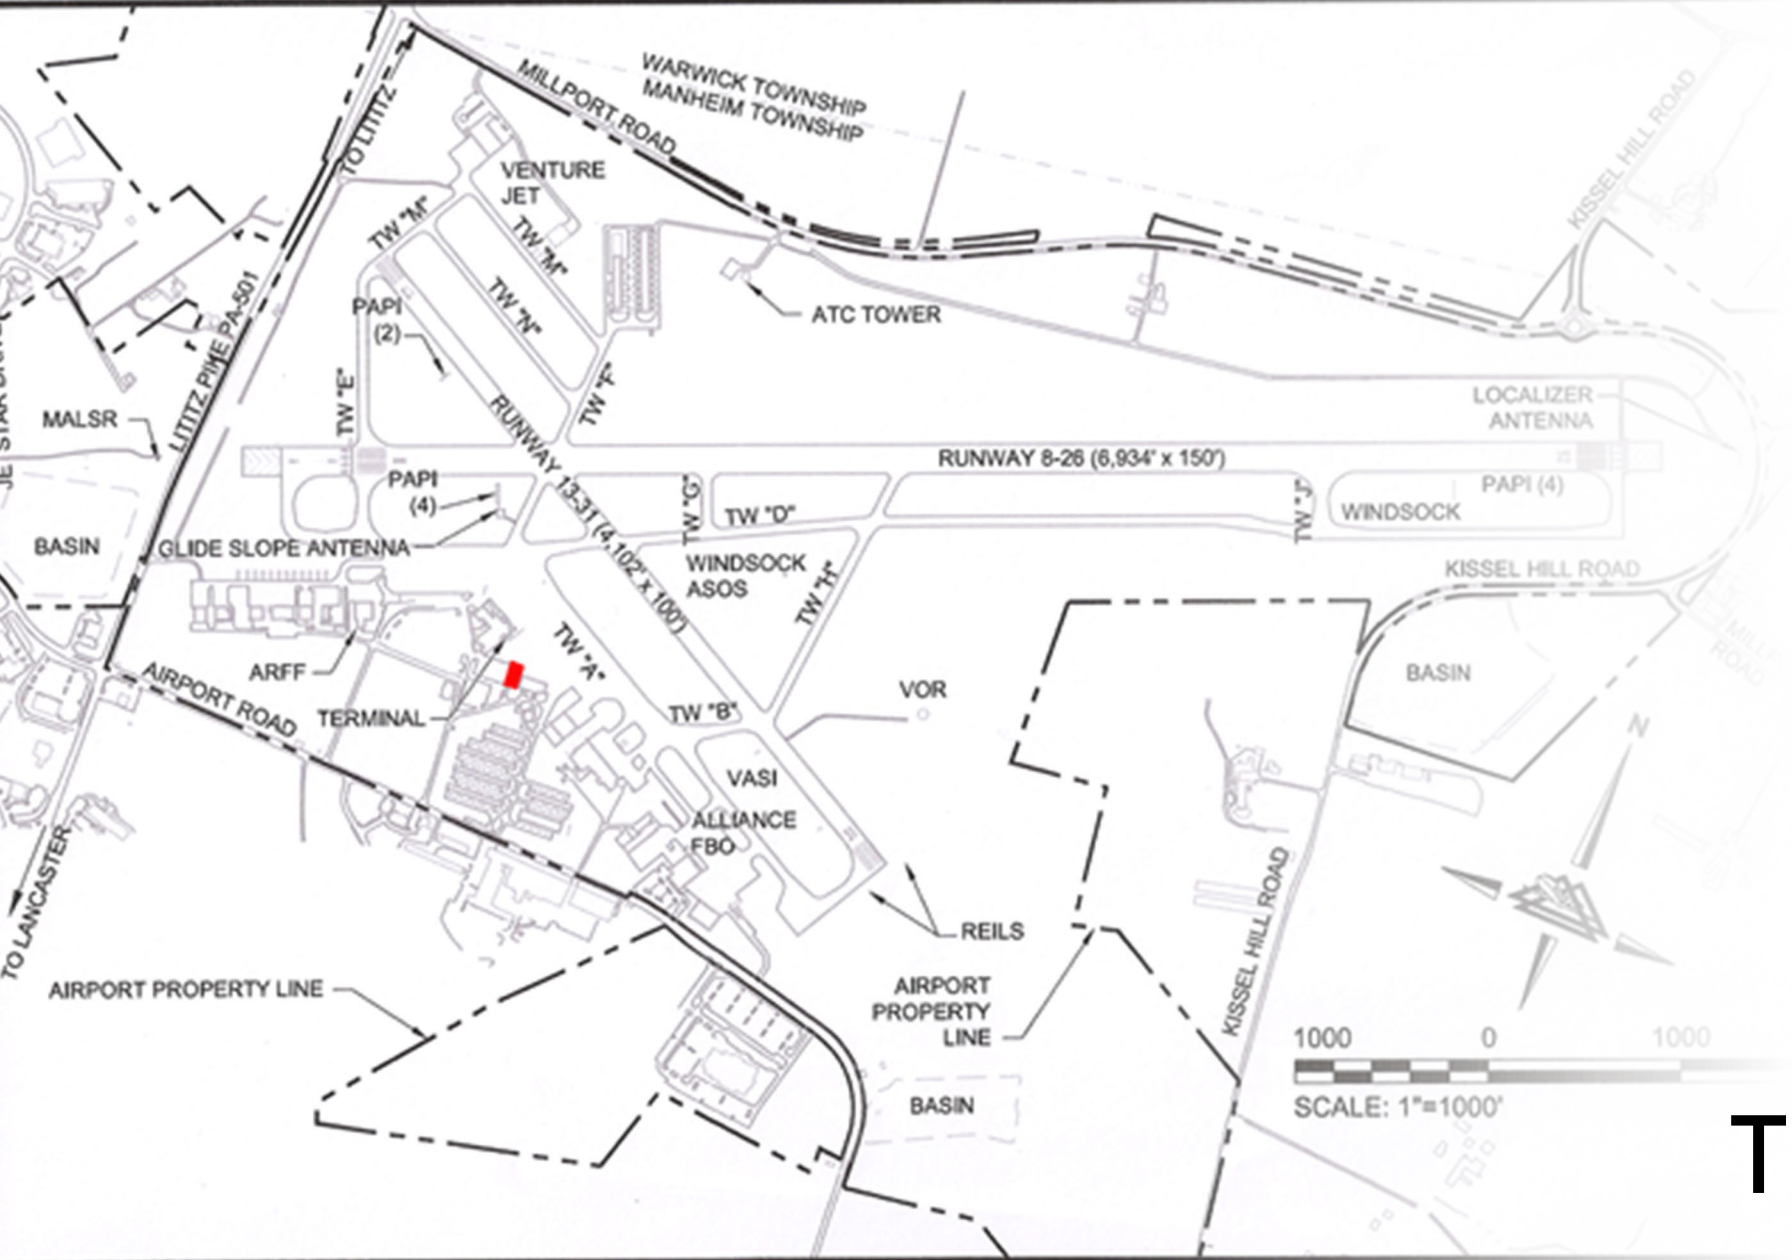 WARWICK TOWNSHIP
MANHEIM TOWNSHIP
MILLPORT ROAD
TO LITITZ
KISSEL HILL ROAD
VENTURE
JET
TW "M"
TW "M"
TW "N"
PAPI
(2)
ATC TOWER
TW "E"
TW "F"
LITITZ PIKE PA-501
MALSR
LOCALIZER
ANTENNA
RUNWAY 8-26 (6,934' x 150')
RUNWAY 13-31 (4,102' x 100')
PAPI
(4)
TW "G"
TW "D"
TW "J"
PAPI (4)
WINDSOCK
BASIN
GLIDE SLOPE ANTENNA
WINDSOCK
ASOS
TW "H"
KISSEL HILL ROAD
ROAD
TW "A"
ARFF
AIRPORT ROAD
TERMINAL
TW "B"
VOR
BASIN
N
VASI
ALLIANCE
FBO
TO LANCASTER
REILS
KISSEL HILL ROAD
AIRPORT PROPERTY LINE
AIRPORT
PROPERTY
LINE
1000 0 1000
SCALE: 1"=1000'
BASIN
T